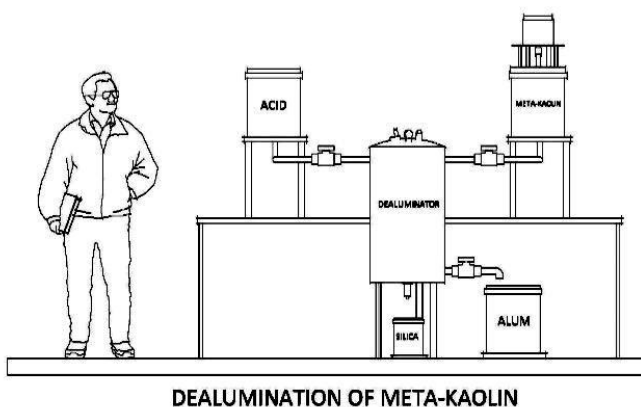 ACID
META-KAOLIN
DEALUMINATOR
SILICA
ALUM
DEALUMINATION OF META-KAOLIN